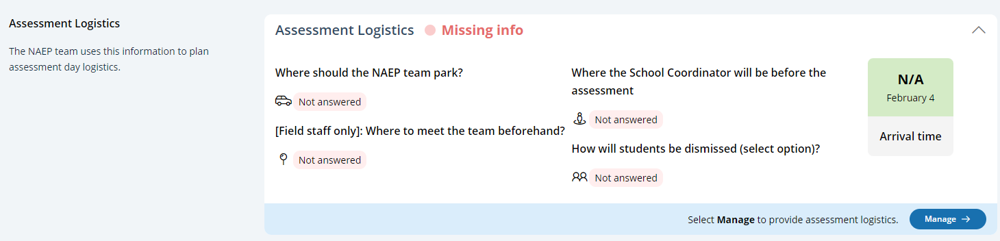 Assessment Logistics
The NAEP team uses this information to plan
assessment day logistics.
Assessment Logistics
Missing info
Where should the NAEP team park?
Not answered
[Field staff only]: Where to meet the team beforehand?
Not answered
Where the School Coordinator will be before the
assessment
Not answered
How will students be dismissed (select option)?
Not answered
N/A
February 4
Arrival time
Select Manage to provide assessment logistics.
Manage →